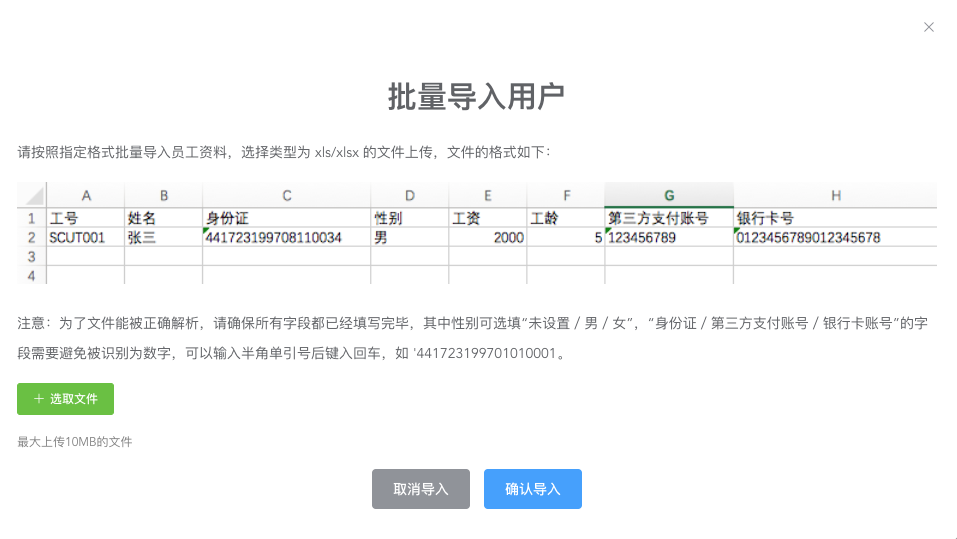 批量导入用户
请按照指定格式批量导入员工资料，选择类型为 xls/xlsx 的文件上传，文件的格式如下：
A B C D E F G H
1 工号 姓名 身份证 性别 工资 工龄 第三方支付账号 银行卡号
2 SCUT001 张三 441723199708110034 男 2000 5 123456789 0123456789012345678
3
4
注意：为了文件能被正确解析，请确保所有字段都已经填写完毕，其中性别可选填“未设置 / 男 / 女”，“身份证 / 第三方支付账号 / 银行卡账号”的字
段需要避免被识别为数字，可以输入半角单引号后键入回车，如 '441723199701010001。
选取文件
最大上传10MB的文件
取消导入 确认导入